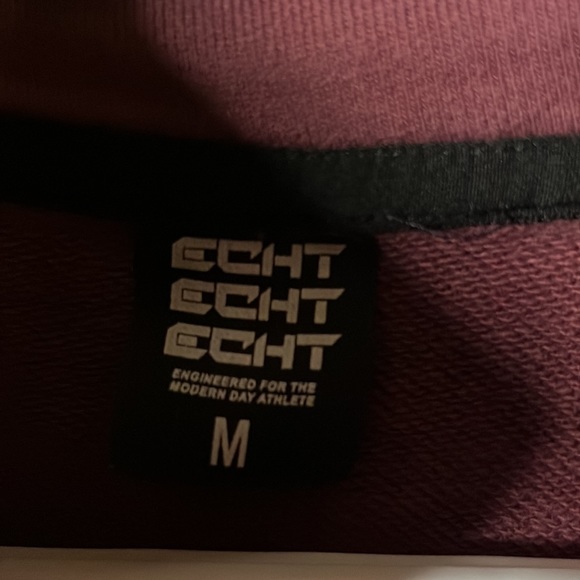 ECHT
ECHT
ECHT
ENGINEERED FOR THE
MODERN DAY ATHLETE
M